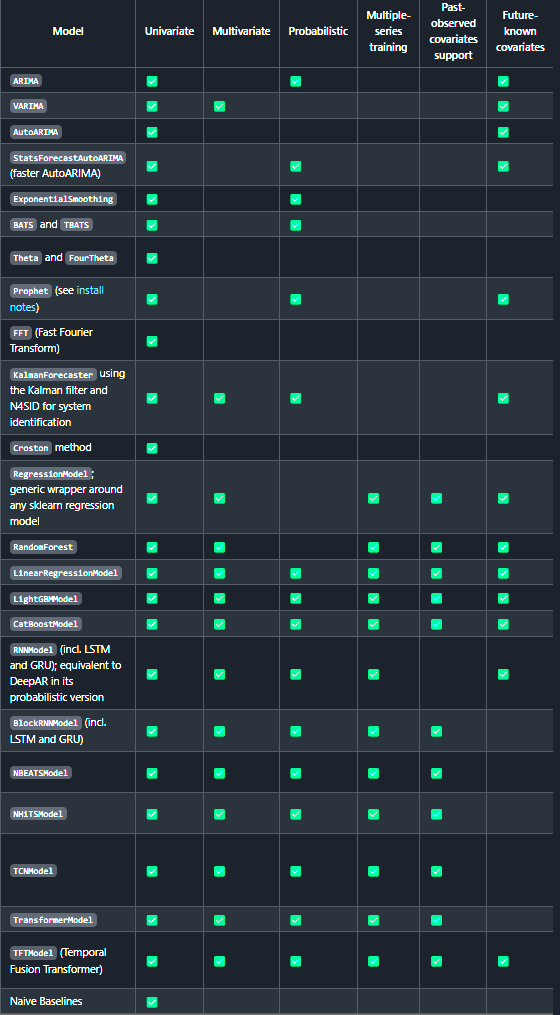 Model
Univariate
Multivariate
Probabilistic
Multiple-
series
training
Past-
observed
covariates
support
Future-
known
covariates
ARIMA
VARIMA
AutoARIMA
StatsForecastAutoARIMA
(faster AutoARIMA)
ExponentialSmoothing
BATS and TBATS
Theta and FourTheta
Prophet (see install
notes)
FFT (Fast Fourier
Transform)
KalmanForecaster using
the Kalman filter and
N4SID for system
identification
Croston method
RegressionModel;
generic wrapper around
any sklearn regression
model
RandomForest
LinearRegressionModel
LightGBMModel
CatBoostModel
RNNModel (incl. LSTM
and GRU); equivalent to
DeepAR in its
probabilistic version
BlockRNNModel (incl.
LSTM and GRU)
NBEATSModel
NHiTSModel
TCNModel
TransformerModel
TFTModel (Temporal
Fusion Transformer)
Naive Baselines